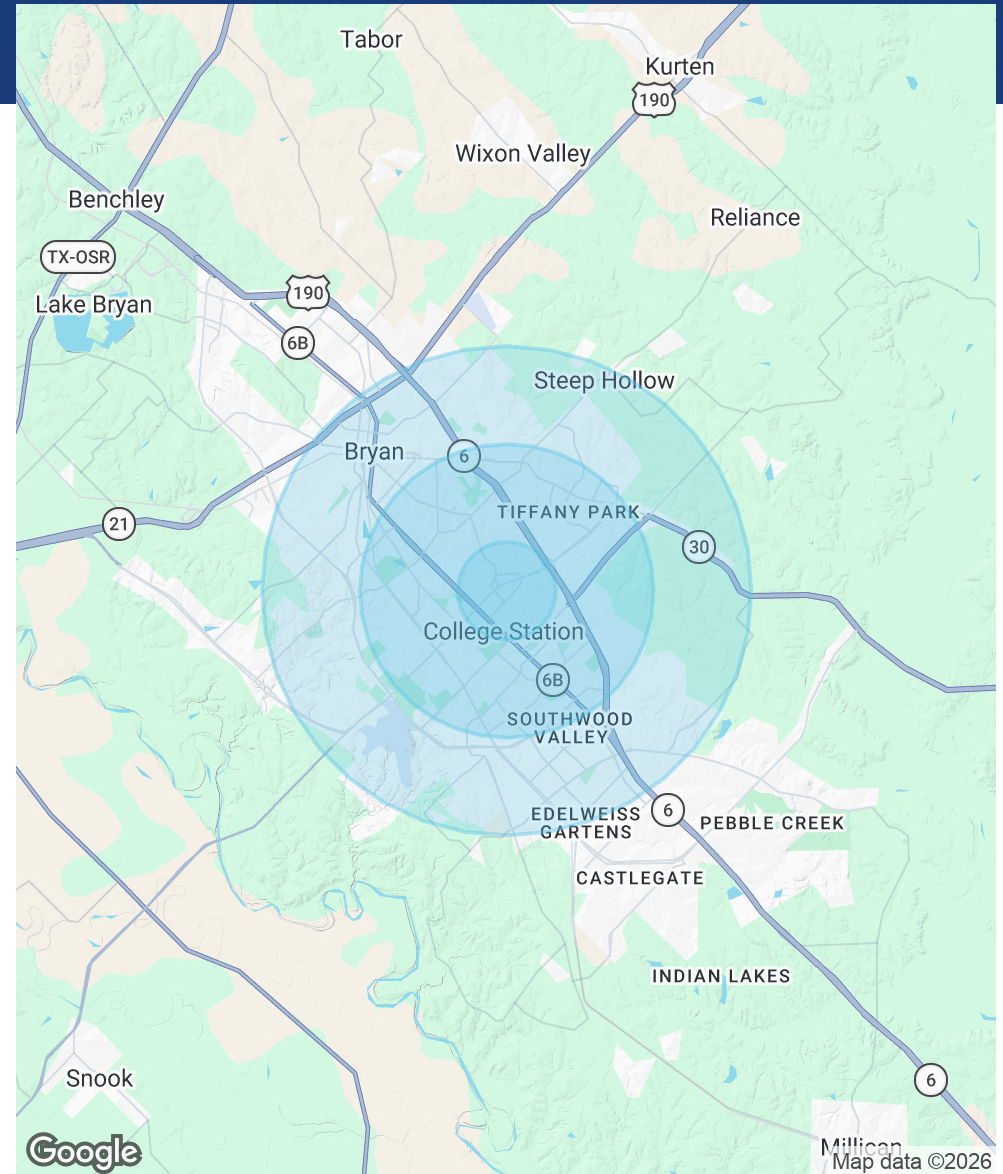 Tabor
Kurten
190
Wixon Valley
Benchley
Reliance
TX-OSR
190
Lake Bryan
6B
Steep Hollow
Bryan
6
TIFFANY PARK
21
30
College Station
6B
SOUTHWOOD
VALLEY
EDELWEISS
GARTENS
6
PEBBLE CREEK
CASTLEGATE
INDIAN LAKES
Snook
6
Millican
Google
Map data ©2026